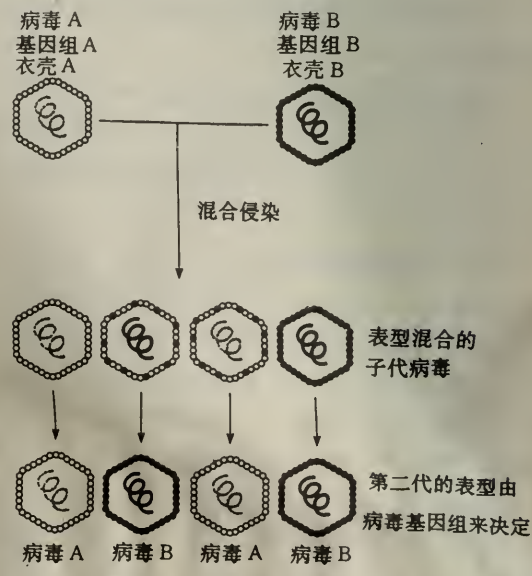 病毒 A
基因组 A
衣壳 A
病毒 B
基因组 B
衣壳 B
混合侵染
表型混合的
子代病毒
第二代的表型由
病毒基因组来决定
病毒 A 病毒 B 病毒 A 病毒 B